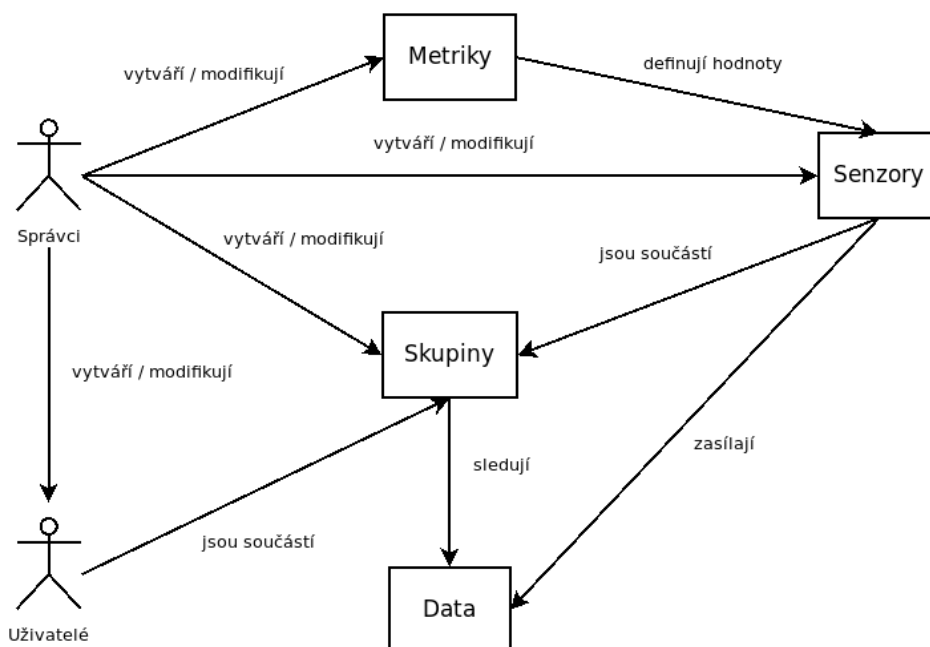 Metriky
vytváří / modifikují
definují hodnoty
vytváří / modifikují
Senzory
Správci
vytváří / modifikují
jsou součástí
Skupiny
vytváří / modifikují
zasílají
sledují
jsou součástí
Data
Uživatelé